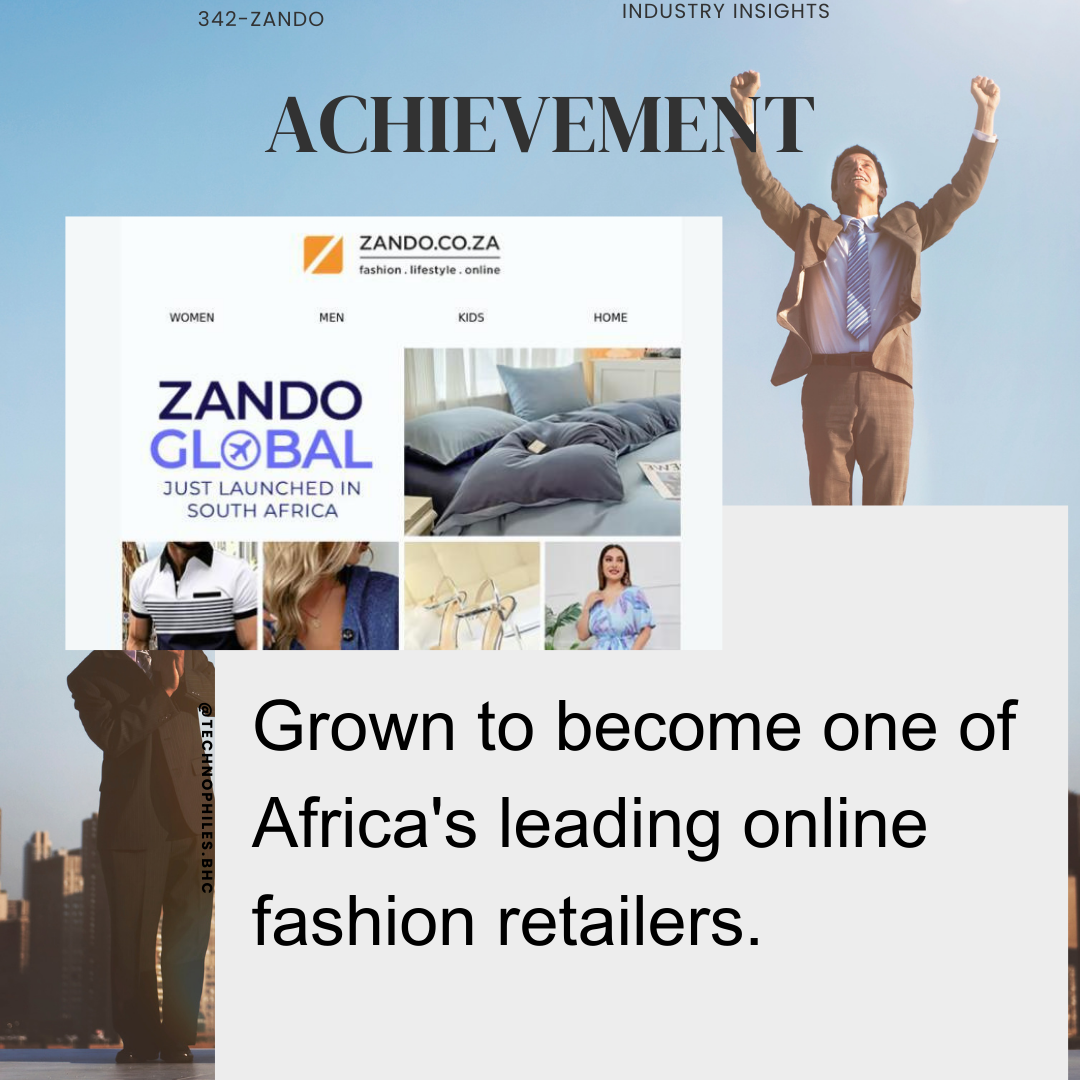 342-ZANDO
INDUSTRY INSIGHTS
ACHIEVEMENT
ZANDO.CO.ZA
fashion . lifestyle . online
WOMEN
MEN
KIDS
HOME
ZANDO
GLOBAL
JUST LAUNCHED IN
SOUTH AFRICA
@TECHNOPHILES.BHC
Grown to become one of
Africa's leading online
fashion retailers.